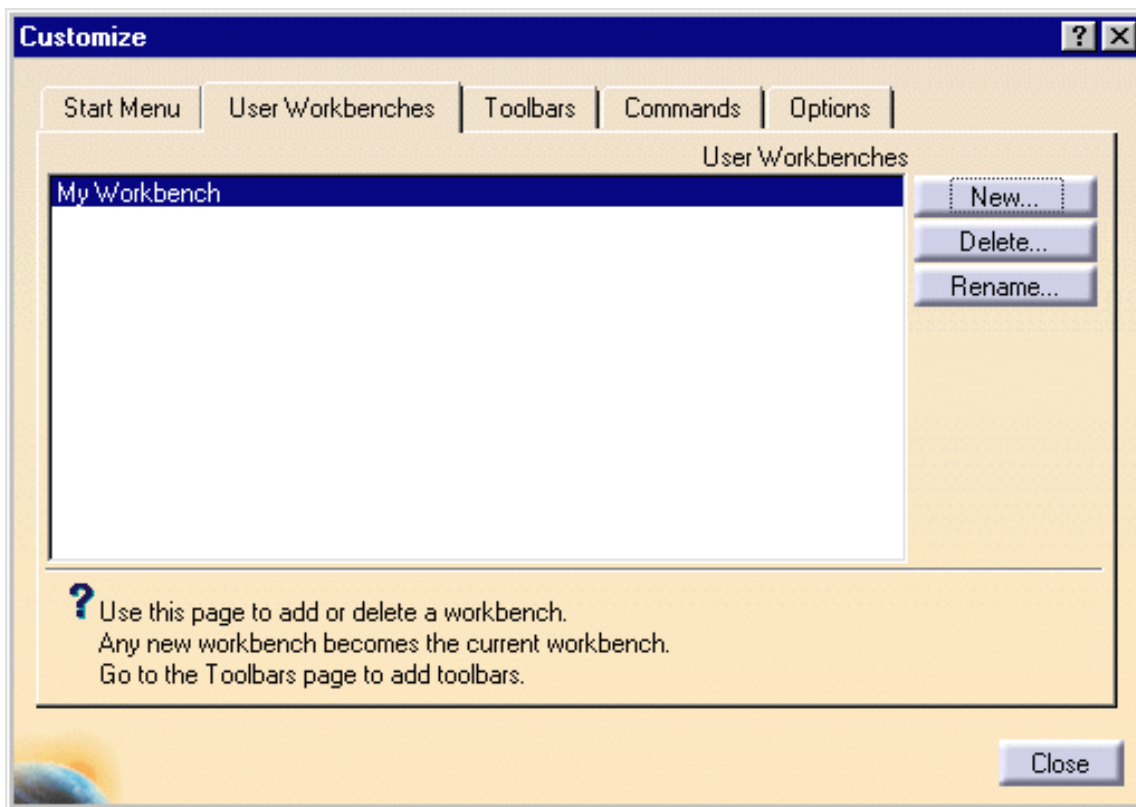 Customize
Start Menu User Workbenches Toolbars Commands Options
User Workbenches
My Workbench
New...
Delete...
Rename...
? Use this page to add or delete a workbench.
Any new workbench becomes the current workbench.
Go to the Toolbars page to add toolbars.
Close